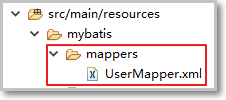 src/main/resources
mybatis
mappers
UserMapper.xml